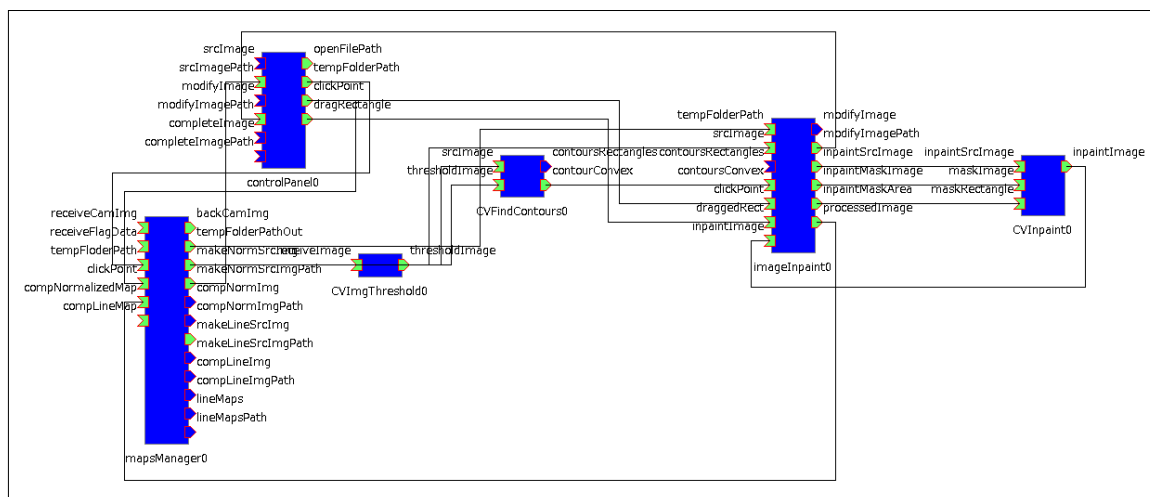 srcImage
srcImagePath
modifyImage
modifyImagePath
completeImage
completeImagePath
openFilePath
tempFolderPath
clickPoint
dragRectangle
controlPanel0
receiveCamImg
receiveFlagData
tempFloderPath
clickPoint
compNormalizedMap
compLineMap
backCamImg
tempFolderPathOut
makeNormSrcImg
makeNormSrcImgPath
compNormImg
compNormImgPath
makeLineSrcImg
makeLineSrcImgPath
compLineImg
compLineImgPath
lineMaps
lineMapsPath
mapsManager0
receiveImage
thresholdImage
CVImgThreshold0
srcImage
thresholdImage
contoursRectangles
contourConvex
CVFindContours0
tempFolderPath
srcImage
contoursRectangles
contoursConvex
clickPoint
draggedRect
inpaintImage
modifyImage
modifyImagePath
inpaintSrcImage
inpaintMaskImage
inpaintMaskArea
processedImage
imageInpaint0
inpaintSrcImage
maskImage
maskRectangle
inpaintImage
CVInpaint0